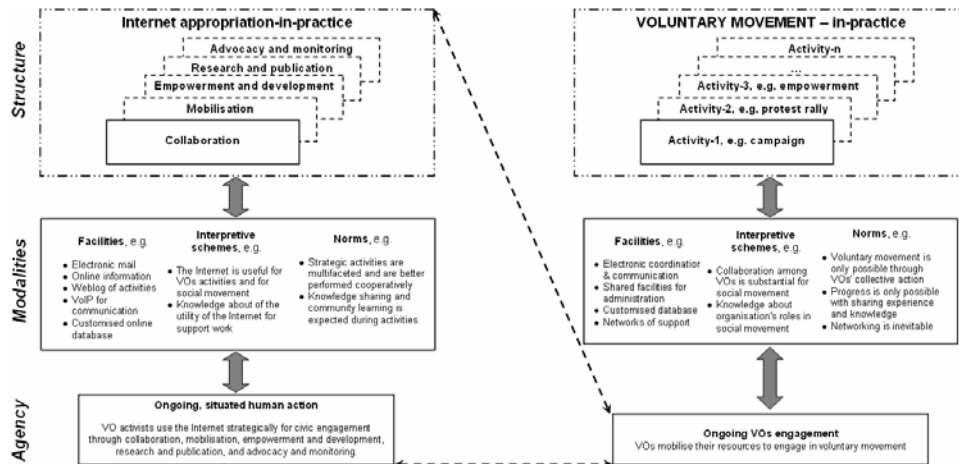 Structure
Modalities
Agency
Internet appropriation-in-practice
Advocacy and monitoring
Research and publication
Empowerment and development
Mobilisation
Collaboration
Facilities, e.g.
• Electronic mail
• Online information
• Weblog of activities
• VoIP for
communication
• Customised online
database
Interpretive
schemes, e.g.
• The Internet is useful for
VOs activities and for
social movement
• Knowledge about of the
utility of the Internet for
support work
Norms, e.g.
• Strategic activities are
multifaceted and are better
performed cooperatively
• Knowledge sharing and
community learning is
expected during activities
Ongoing, situated human action
VO activists use the Internet strategically for civic engagement
through collaboration, mobilisation, empowerment and development,
research and publication, and advocacy and monitoring.
VOLUNTARY MOVEMENT – in-practice
Activity-n
...
Activity-3, e.g. empowerment
Activity-2, e.g. protest rally
Activity-1, e.g. campaign
Facilities, e.g.
• Electronic coordination
& communication
• Shared facilities for
administration
• Customised database
• Networks of support
Interpretive
schemes, e.g.
• Collaboration among
VOs is substantial for
social movement
• Knowledge about
organisation's roles in
social movement
Norms, e.g.
• Voluntary movement is
only possible through
VOs' collective action
• Progress is only possible
with sharing experience
and knowledge
• Networking is inevitable
Ongoing VOs engagement
VOs mobilise their resources to engage in voluntary movement